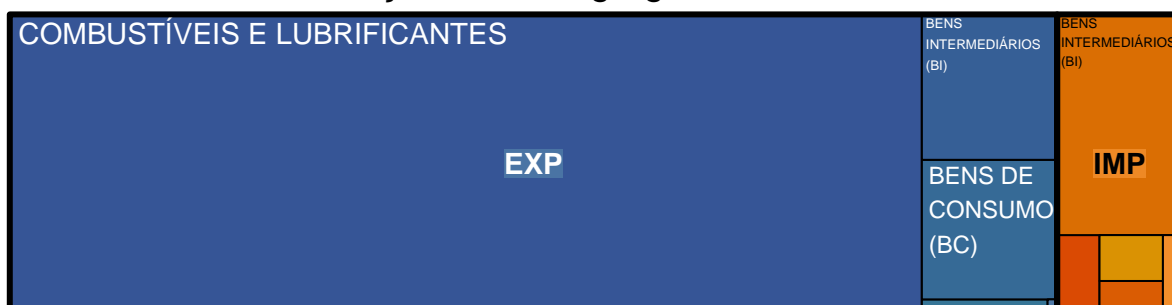 COMBUSTÍVEIS E LUBRIFICANTES
EXP
BENS
INTERMEDIÁRIOS
(BI)
BENS DE
CONSUMO
(BC)
BENS
INTERMEDIÁRIOS
(BI)
IMP